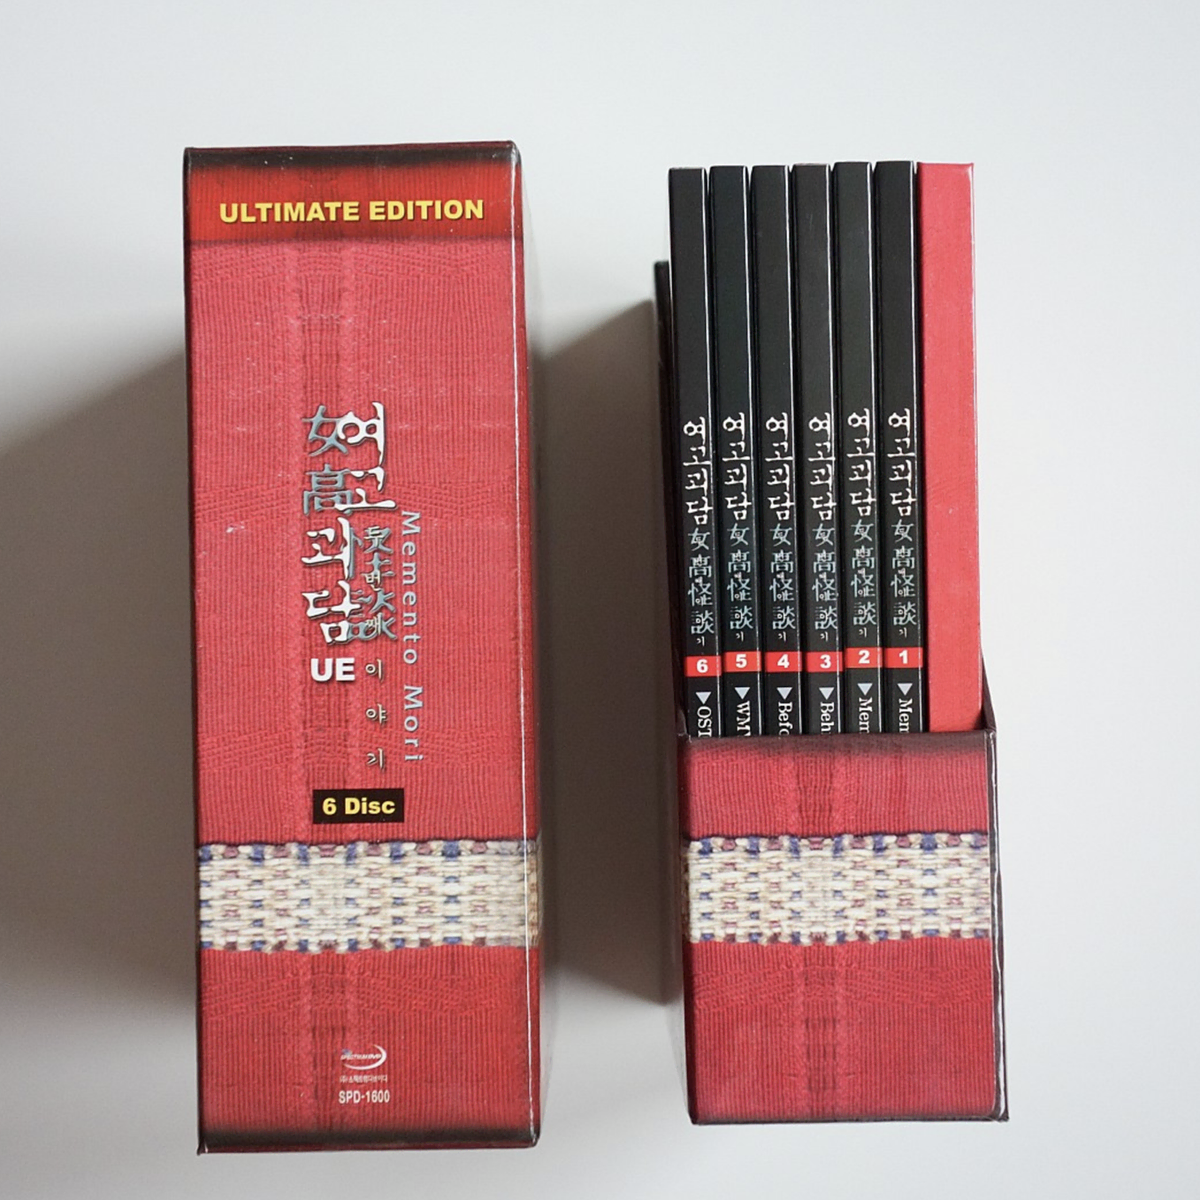 ULTIMATE EDITION
여고괴담
女高怪談
Memento Mori
UE
이야기
6 Disc
SPD-1600
여고괴담 女高怪談
6
OST
여고괴담 女高怪談
5
여고괴담 女高怪談
4
여고괴담 女高怪談
3
여고괴담 女高怪談
2
여고괴담 女高怪談
1